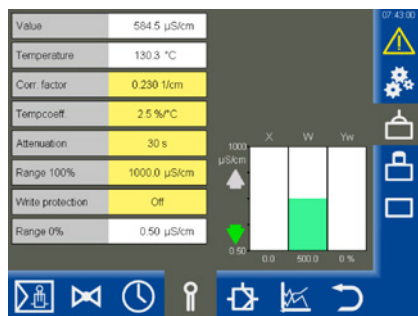 07:43:00
Value 584.5 µS/cm
Temperature 130.3 °C
Corr. factor 0.230 1/cm
Tempcoeff. 2.5 %/°C
Attenuation 30 s
Range 100% 1000.0 µS/cm
Write protection Off
Range 0% 0.50 µS/cm
X W Yw
1000
µS/cm
0.50
0.0 500.0 0 %